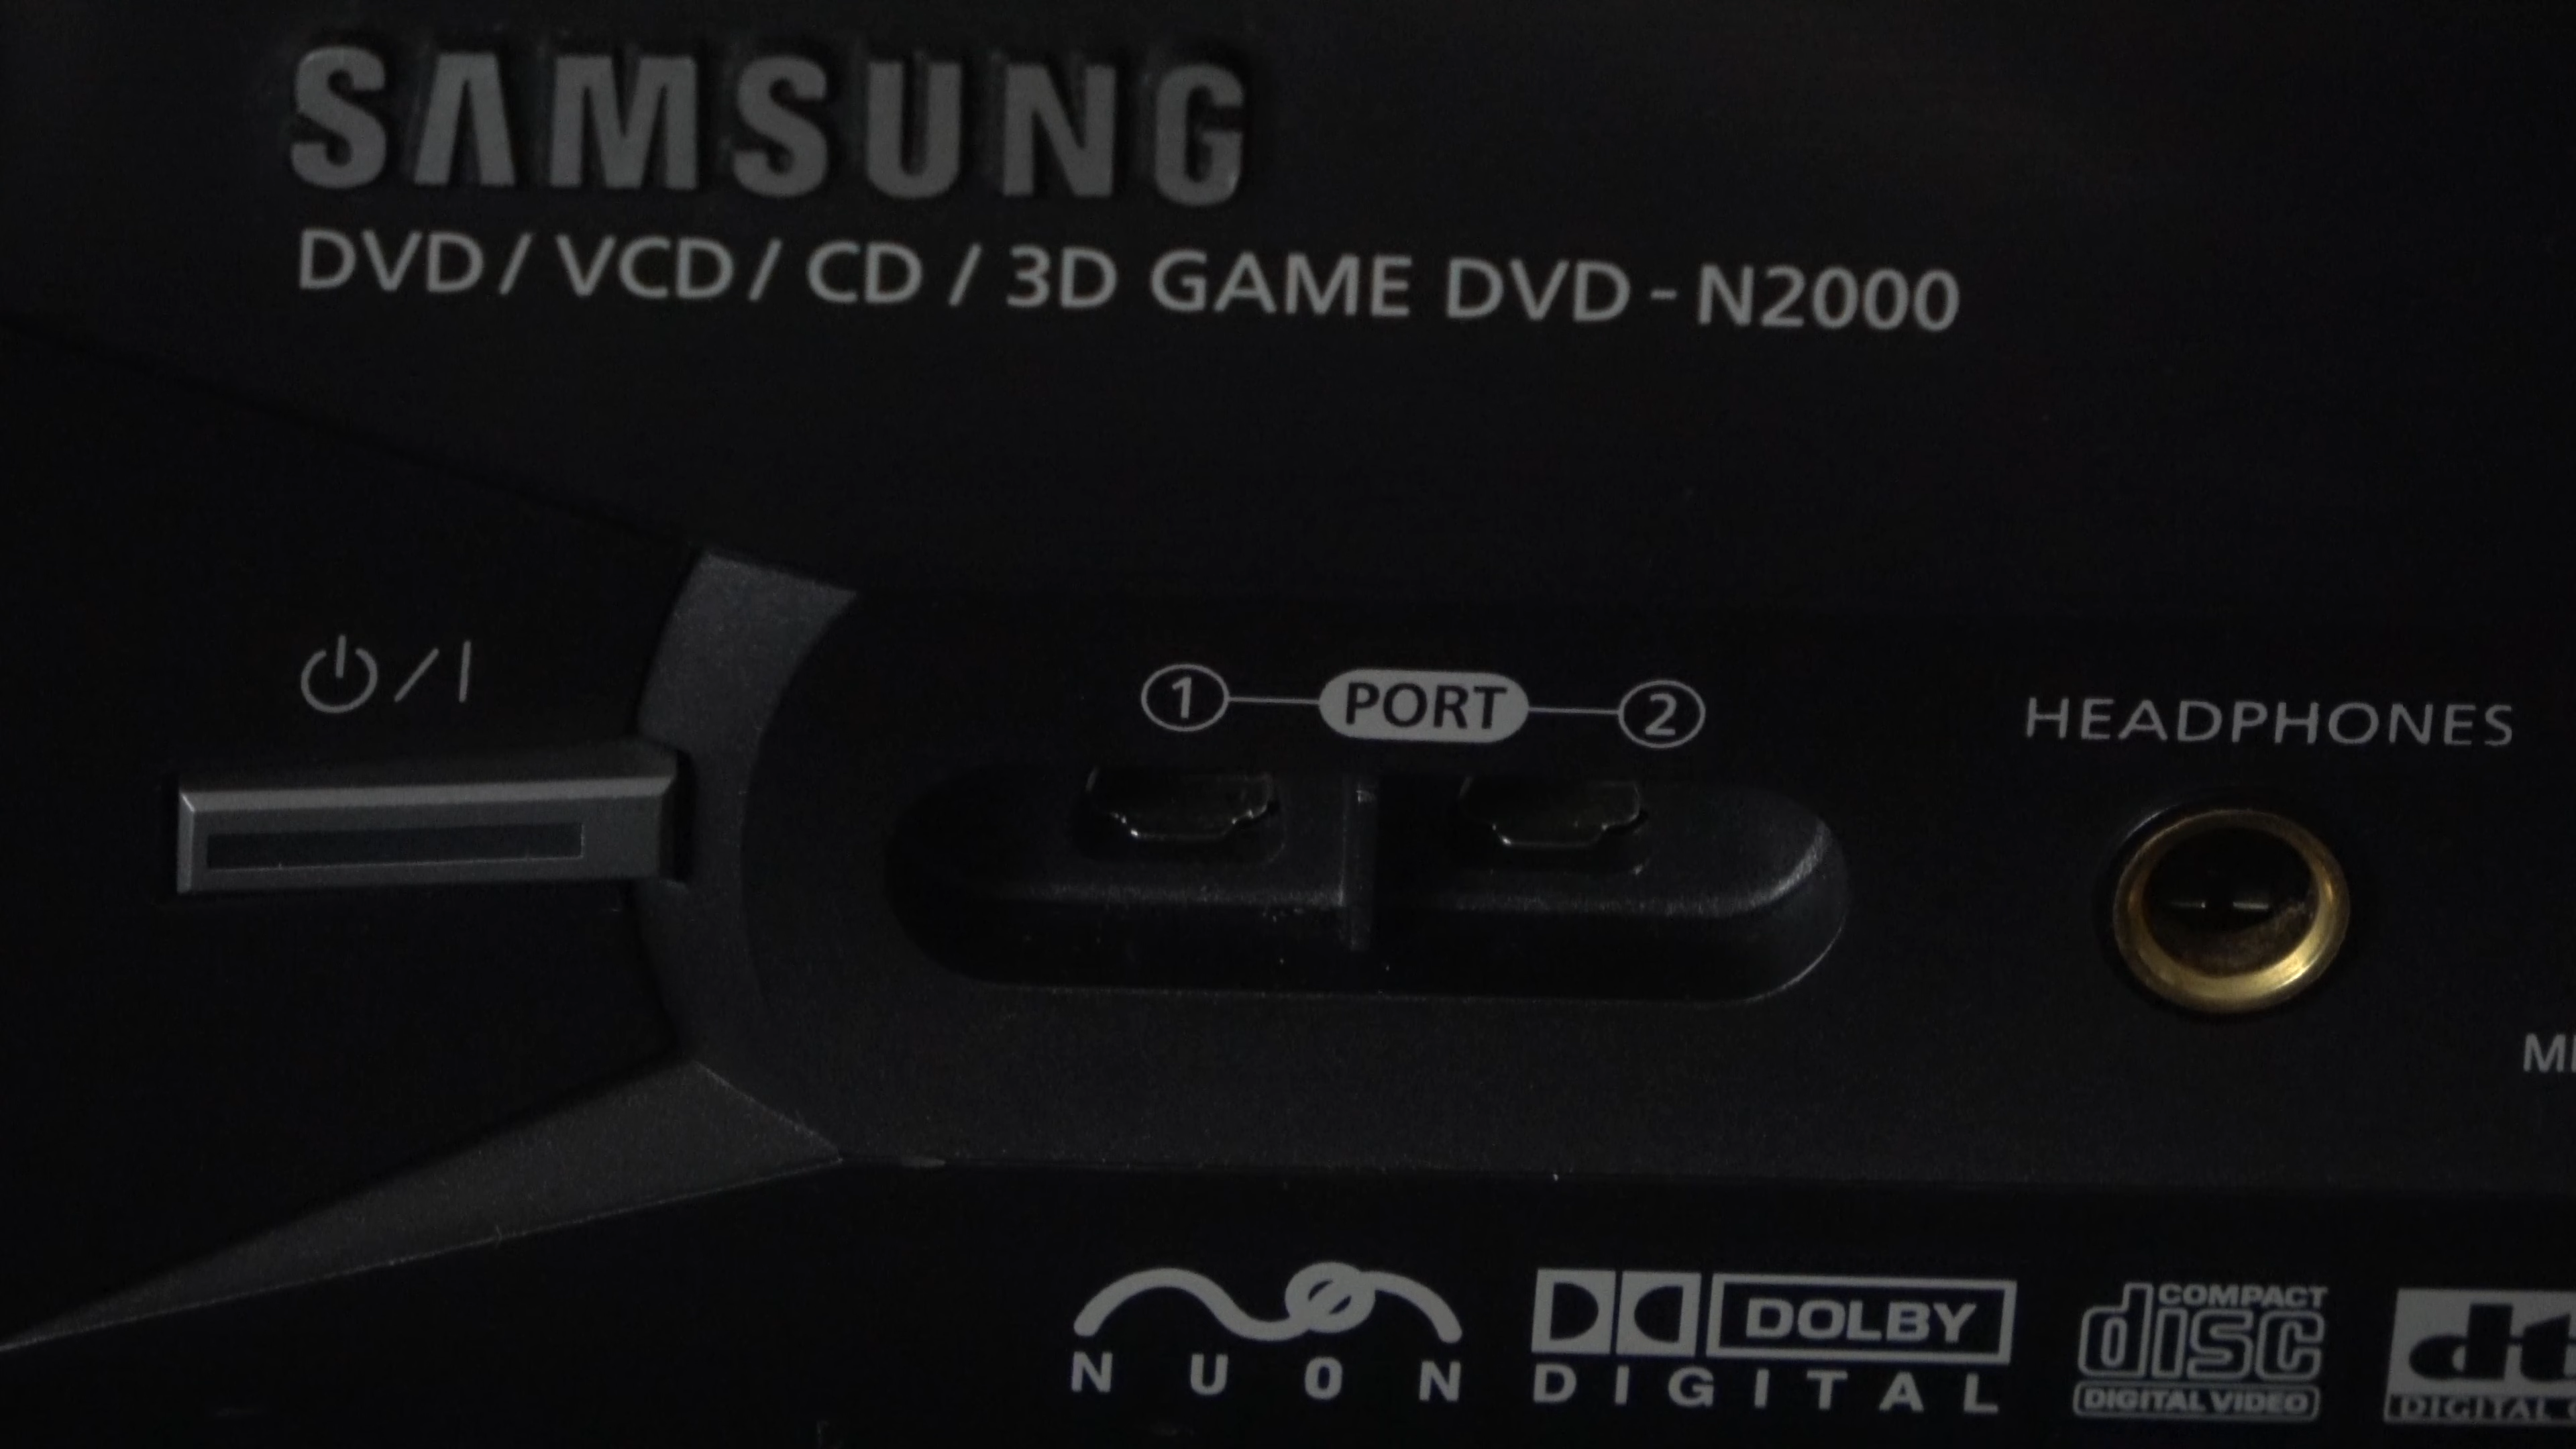 SAMSUNG
DVD / VCD / CD / 3D GAME DVD - N2000
1 PORT 2
HEADPHONES
NUON
DOLBY
DIGITAL
COMPACT
disc
DIGITAL VIDEO
DIGITAL